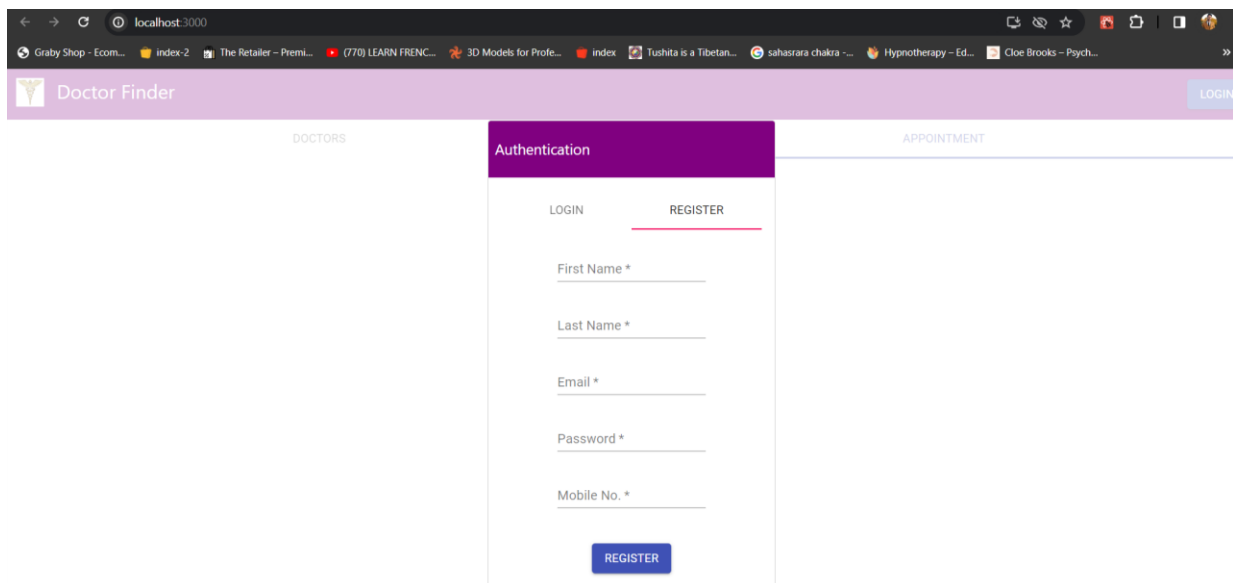 localhost:3000
Graby Shop - Ecom... index-2 The Retailer – Premi... (770) LEARN FRENC... 3D Models for Profe... index Tushita is a Tibetan... sahasrara chakra -... Hypnotherapy – Ed... Cloe Brooks – Psych... »
Doctor Finder LOGIN
DOCTORS APPOINTMENT
Authentication
LOGIN REGISTER
First Name *
Last Name *
Email *
Password *
Mobile No. *
REGISTER